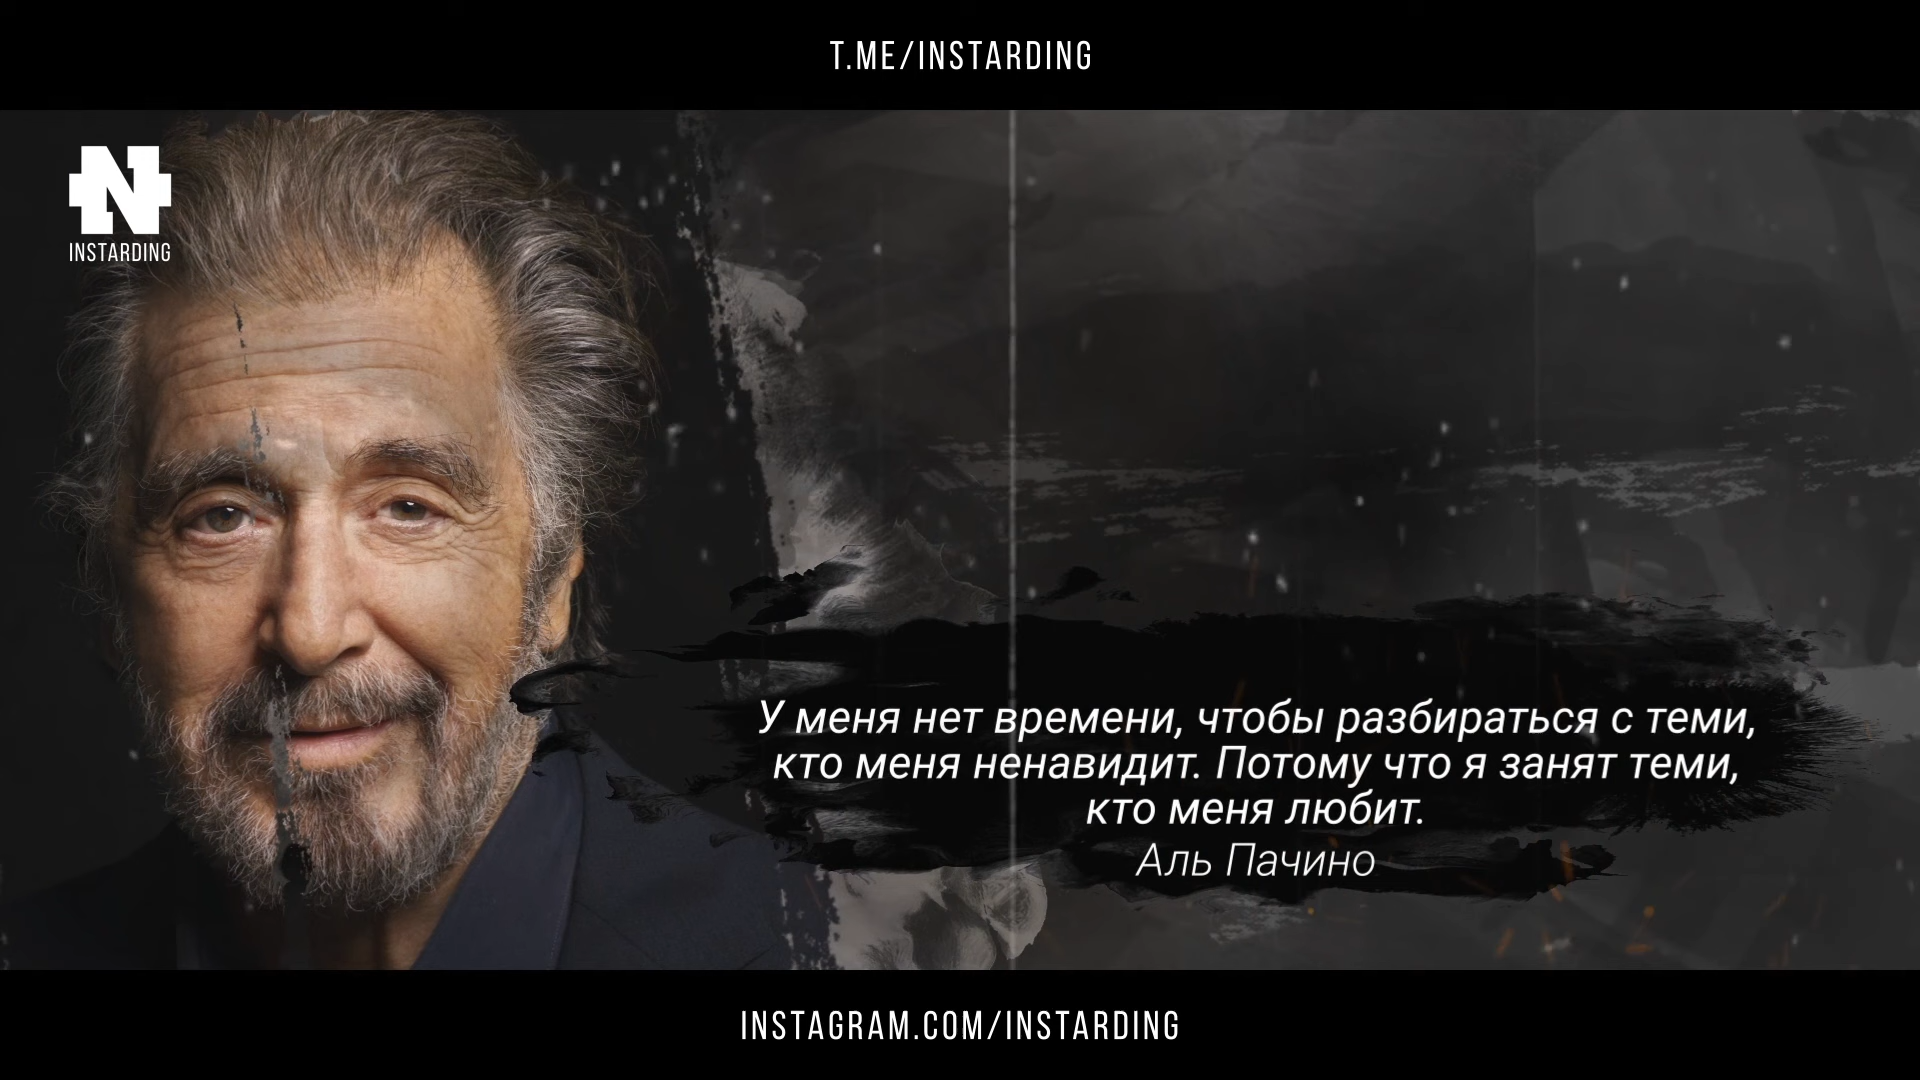 T.ME/INSTARDING
N
INSTARDING
У меня нет времени, чтобы разбираться с теми,
кто меня ненавидит. Потому что я занят теми,
кто меня любит.
Аль Пачино
INSTAGRAM.COM/INSTARDING